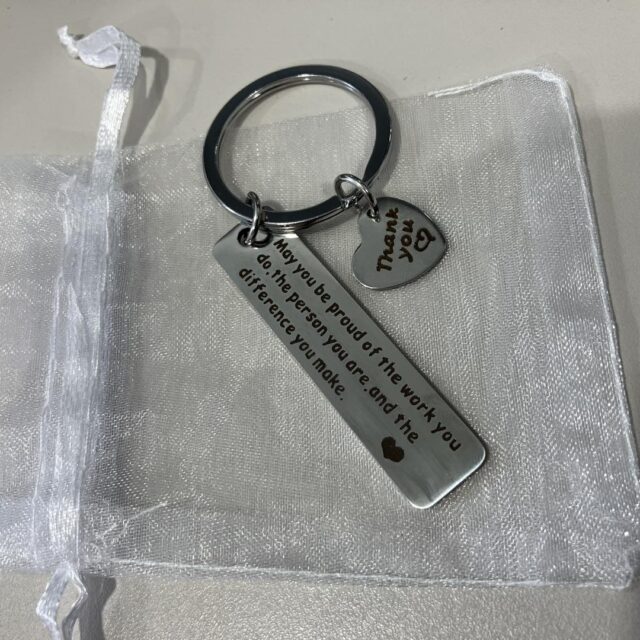 May you be proud of the work you
do, the person you are, and the
difference you make.
Thank
you